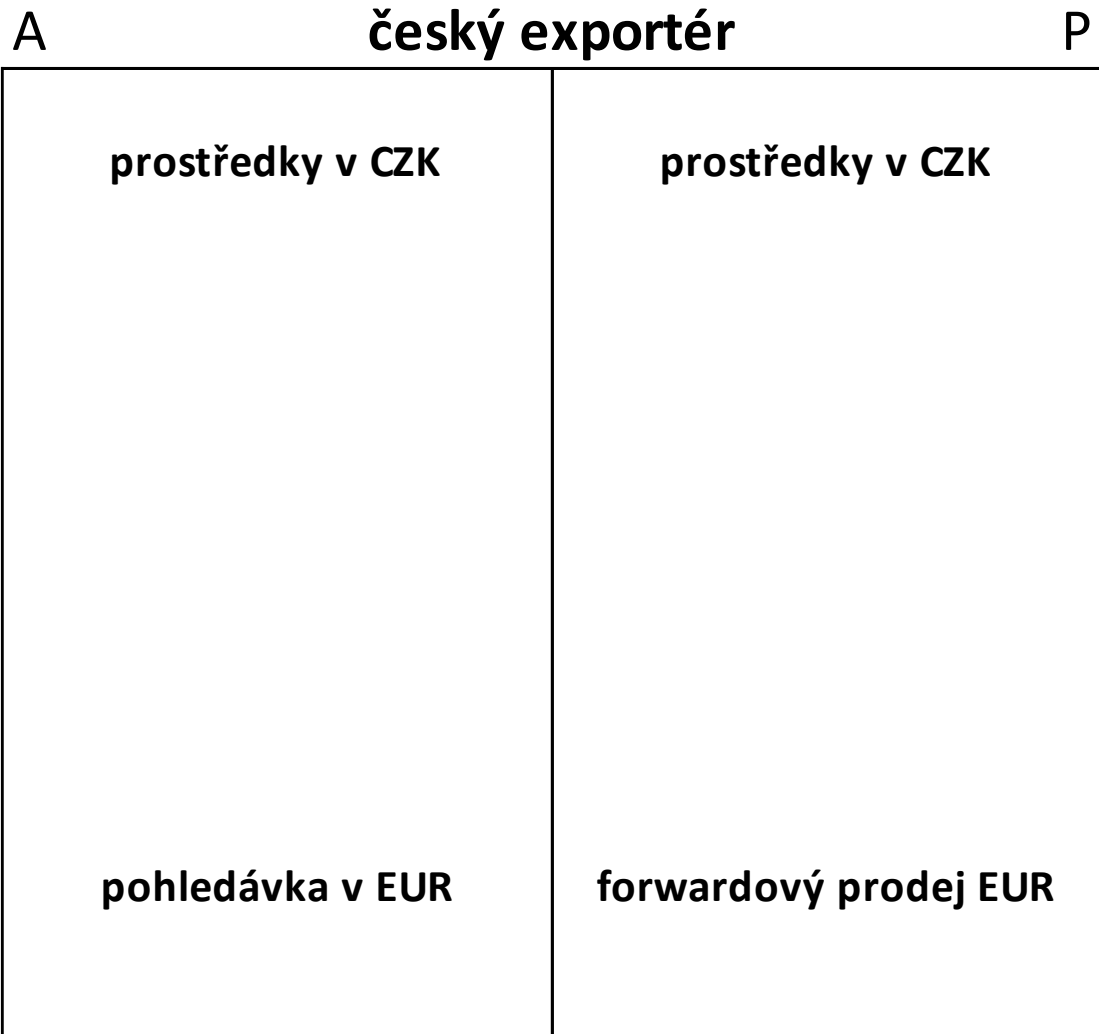 A český exportér P
prostředky v CZK prostředky v CZK
pohledávka v EUR forwardový prodej EUR